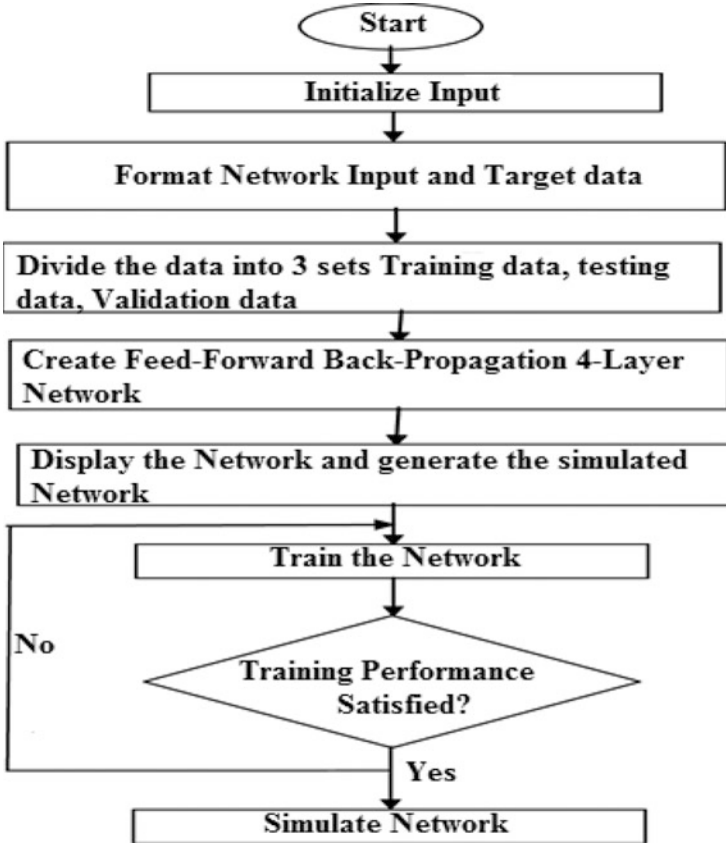 Start
Initialize Input
Format Network Input and Target data
Divide the data into 3 sets Training data, testing
data, Validation data
Create Feed-Forward Back-Propagation 4-Layer
Network
Display the Network and generate the simulated
Network
Train the Network
No
Training Performance
Satisfied?
Yes
Simulate Network